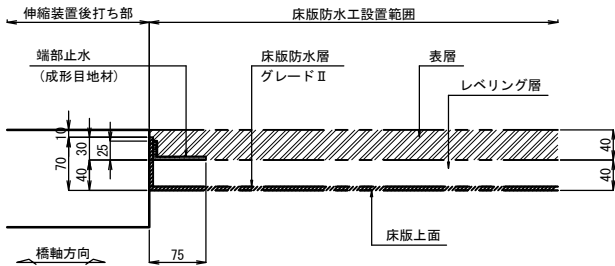 伸縮装置後打ち部
床版防水工設置範囲
端部止水
(成形目地材)
床版防水層
グレードⅡ
表層
レベリング層
10
30
25
70
40
40
40
床版上面
橋軸方向
75